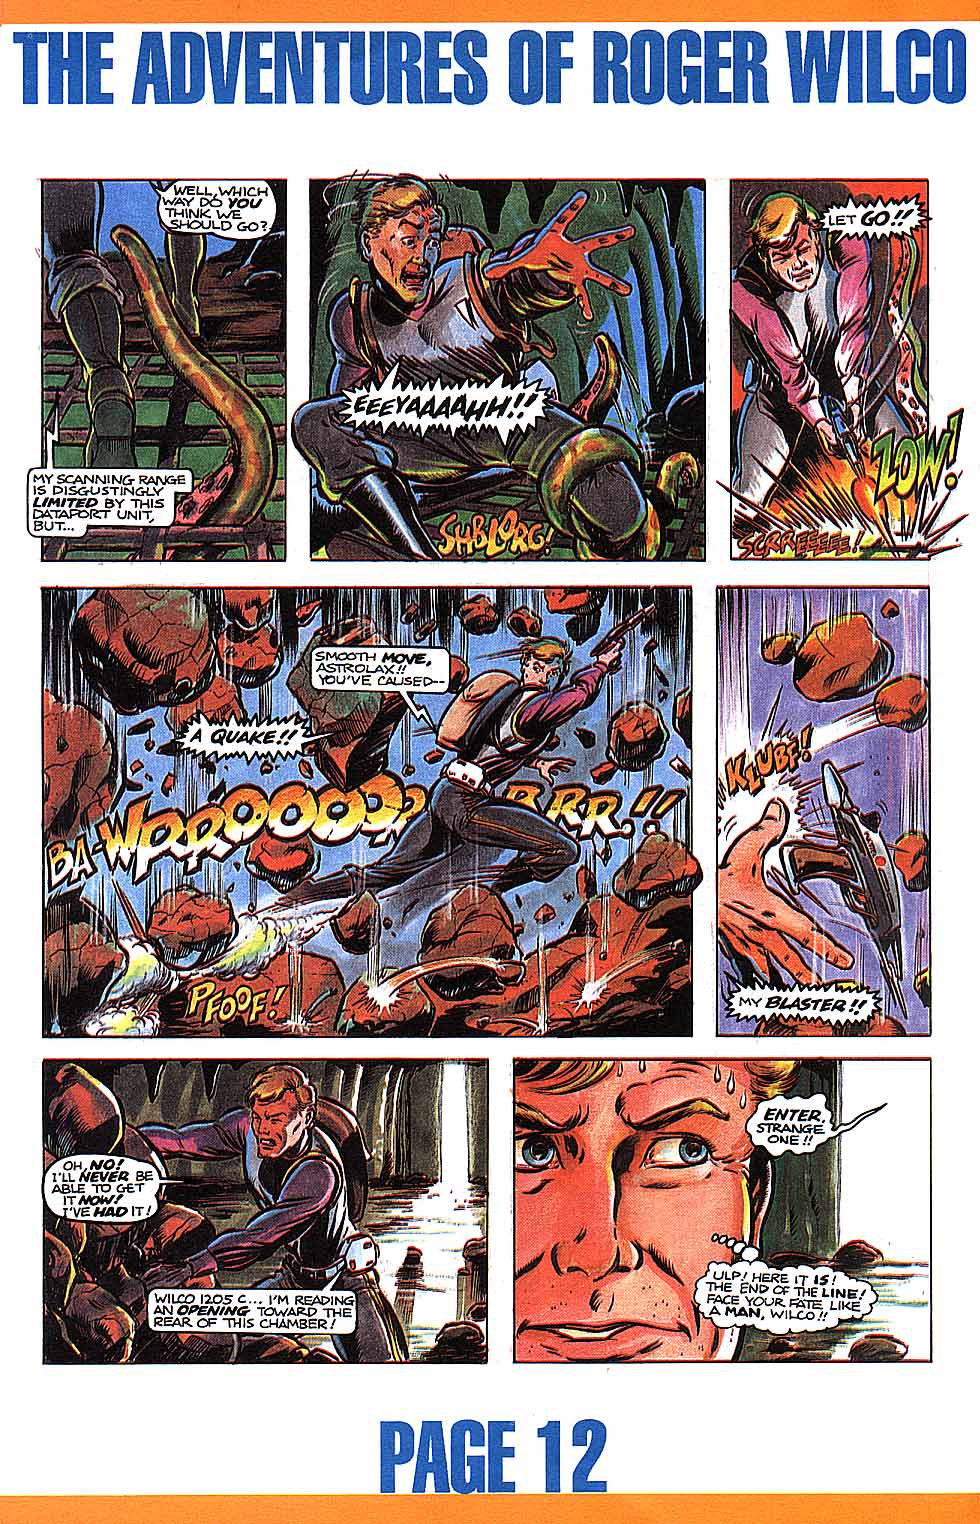 THE ADVENTURES OF ROGER WILCO
WELL, WHICH
WAY DO YOU
THINK WE
SHOULD GO?
MY SCANNING RANGE
IS DISGUSTINGLY
LIMITED BY THIS
DATAPORT UNIT,
BUT...
EEEYAAAAHH!!
SHBLORG!
LET GO!!
ZOW!
SCRREEEEE!
SMOOTH MOVE,
ASTROLAX!!
YOU'VE CAUSED--
A QUAKE!!
PFOOF!
KLUBF!
MY BLASTER!!
OH, NO!
I'LL NEVER BE
ABLE TO GET
IT NOW!
I'VE HAD IT!
WILCO 1205 C... I'M READING
AN OPENING TOWARD THE
REAR OF THIS CHAMBER!
ENTER,
STRANGE
ONE!!
ULP! HERE IT IS!
THE END OF THE LINE!
FACE YOUR FATE LIKE
A MAN, WILCO!!
PAGE 12